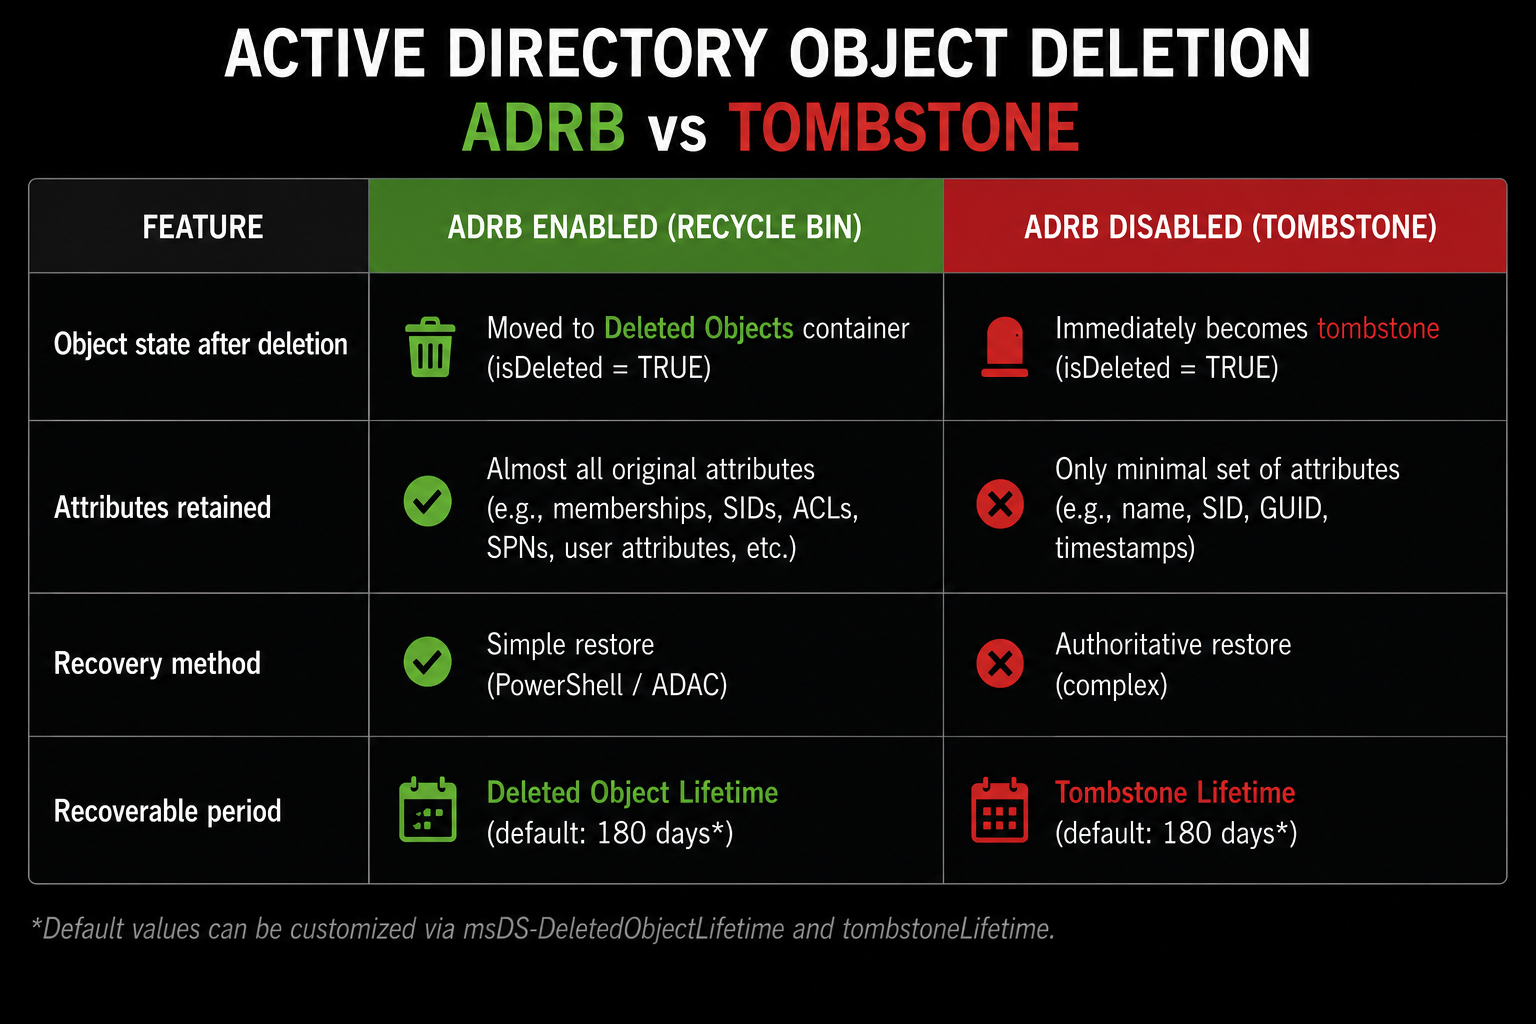 ACTIVE DIRECTORY OBJECT DELETION
ADRB vs TOMBSTONE
FEATURE
ADRB ENABLED (RECYCLE BIN)
ADRB DISABLED (TOMBSTONE)
Object state after deletion
Moved to Deleted Objects container
(isDeleted = TRUE)
Immediately becomes tombstone
(isDeleted = TRUE)
Attributes retained
Almost all original attributes
(e.g., memberships, SIDs, ACLs,
SPNs, user attributes, etc.)
Only minimal set of attributes
(e.g., name, SID, GUID,
timestamps)
Recovery method
Simple restore
(PowerShell / ADAC)
Authoritative restore
(complex)
Recoverable period
Deleted Object Lifetime
(default: 180 days*)
Tombstone Lifetime
(default: 180 days*)
*Default values can be customized via msDS-DeletedObjectLifetime and tombstoneLifetime.